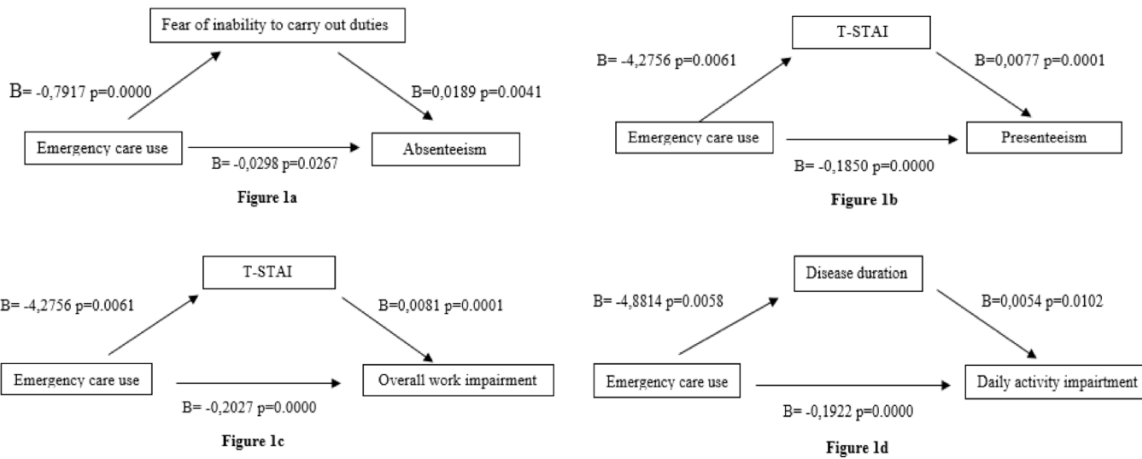 Fear of inability to carry out duties
B= -0,7917 p=0.0000
B=0,0189 p=0.0041
Emergency care use
Absenteeism
B= -0,0298 p=0.0267
Figure 1a
T-STAI
B= -4,2756 p=0.0061
B=0,0077 p=0.0001
Emergency care use
Presenteeism
B= -0,1850 p=0.0000
Figure 1b
T-STAI
B= -4,2756 p=0.0061
B=0,0081 p=0.0001
Emergency care use
Overall work impairment
B= -0,2027 p=0.0000
Figure 1c
Disease duration
B= -4,8814 p=0.0058
B=0,0054 p=0.0102
Emergency care use
Daily activity impairtment
B= -0,1922 p=0.0000
Figure 1d